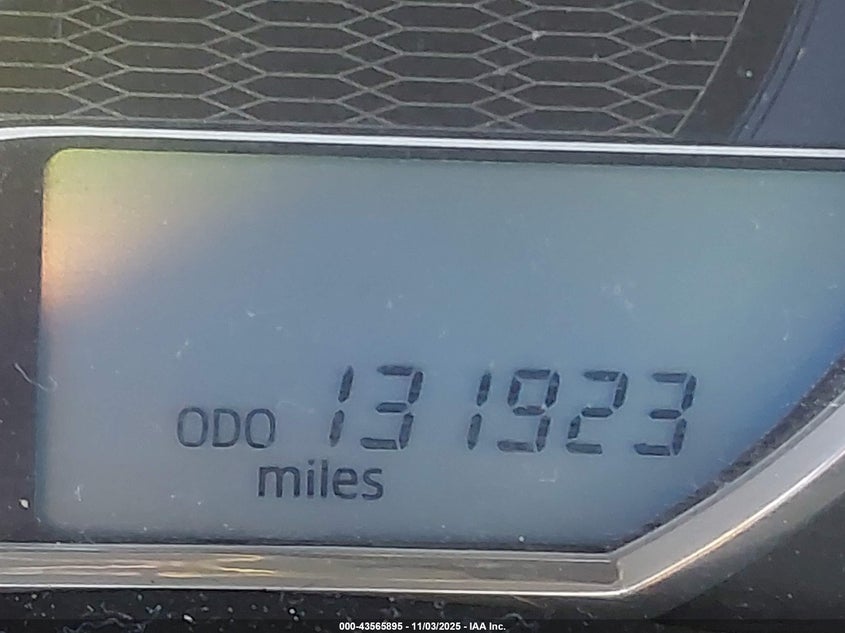 ODO 131923
miles
000-43565895 - 11/03/2025 - IAA Inc.